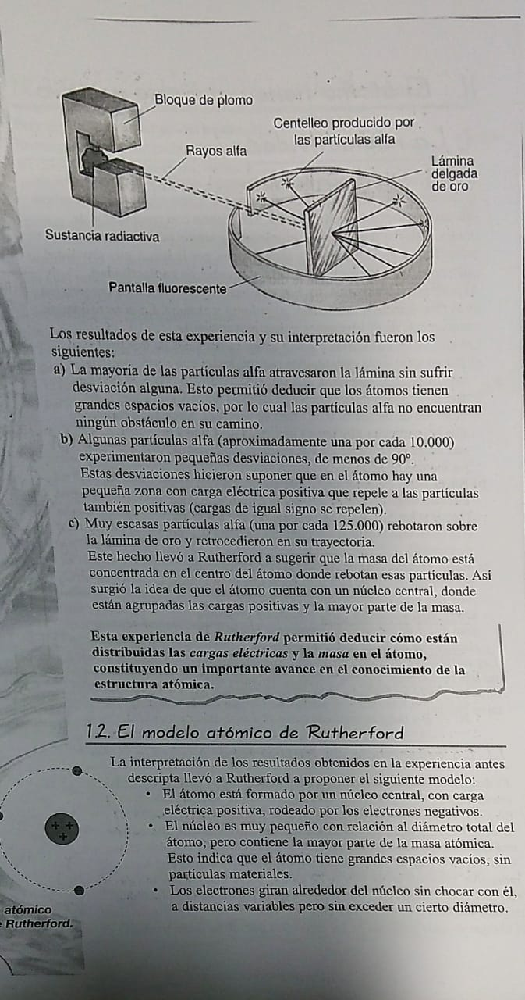 Bloque de plomo
Centelleo producido por
las partículas alfa
Rayos alfa
Lámina
delgada
de oro
Sustancia radiactiva
Pantalla fluorescente
Los resultados de esta experiencia y su interpretación fueron los
siguientes:
a) La mayoría de las partículas alfa atravesaron la lámina sin sufrir
desviación alguna. Esto permitió deducir que los átomos tienen
grandes espacios vacíos, por lo cual las partículas alfa no encuentran
ningún obstáculo en su camino.
b) Algunas partículas alfa (aproximadamente una por cada 10.000)
experimentaron pequeñas desviaciones, de menos de 90º.
Estas desviaciones hicieron suponer que en el átomo hay una
pequeña zona con carga eléctrica positiva que repele a las partículas
también positivas (cargas de igual signo se repelen).
c) Muy escasas partículas alfa (una por cada 125.000) rebotaron sobre
la lámina de oro y retrocedieron en su trayectoria.
Este hecho llevó a Rutherford a sugerir que la masa del átomo está
concentrada en el centro del átomo donde rebotan esas partículas. Así
surgió la idea de que el átomo cuenta con un núcleo central, donde
están agrupadas las cargas positivas y la mayor parte de la masa.
Esta experiencia de Rutherford permitió deducir cómo están
distribuidas las cargas eléctricas y la masa en el átomo,
constituyendo un importante avance en el conocimiento de la
estructura atómica.
1.2. El modelo atómico de Rutherford
La interpretación de los resultados obtenidos en la experiencia antes
descripta llevó a Rutherford a proponer el siguiente modelo:
• El átomo está formado por un núcleo central, con carga
eléctrica positiva, rodeado por los electrones negativos.
• El núcleo es muy pequeño con relación al diámetro total del
átomo, pero contiene la mayor parte de la masa atómica.
Esto indica que el átomo tiene grandes espacios vacíos, sin
partículas materiales.
• Los electrones giran alrededor del núcleo sin chocar con él,
a distancias variables pero sin exceder un cierto diámetro.
+ +
+
atómico
Rutherford.